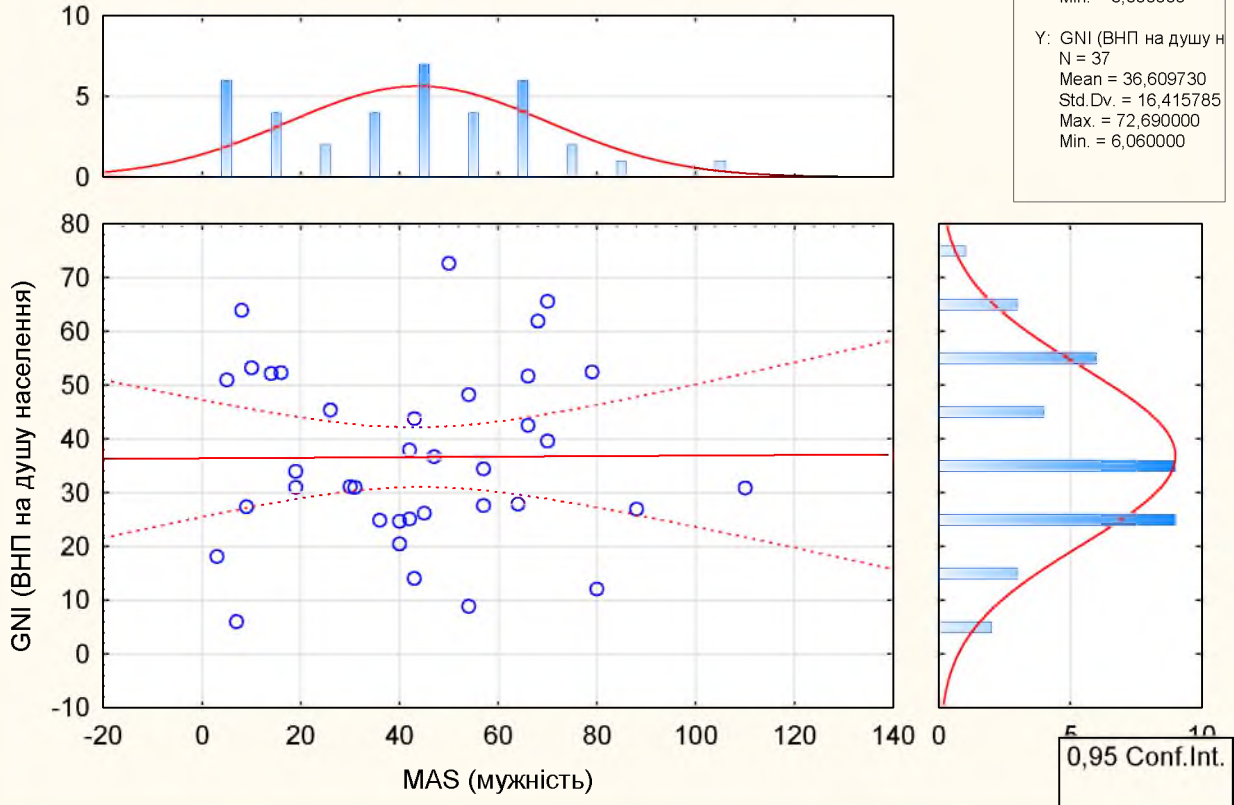 10
5
0
Y: GNI (ВНП на душу н
N = 37
Mean = 36,609730
Std.Dv. = 16,415785
Max. = 72,690000
Min. = 6,060000
GNI (ВНП на душу населення)
80
70
60
50
40
30
20
10
0
-10
-20 0 20 40 60 80 100 120 140
MAS (мужність)
0 5 10
0,95 Conf.Int.